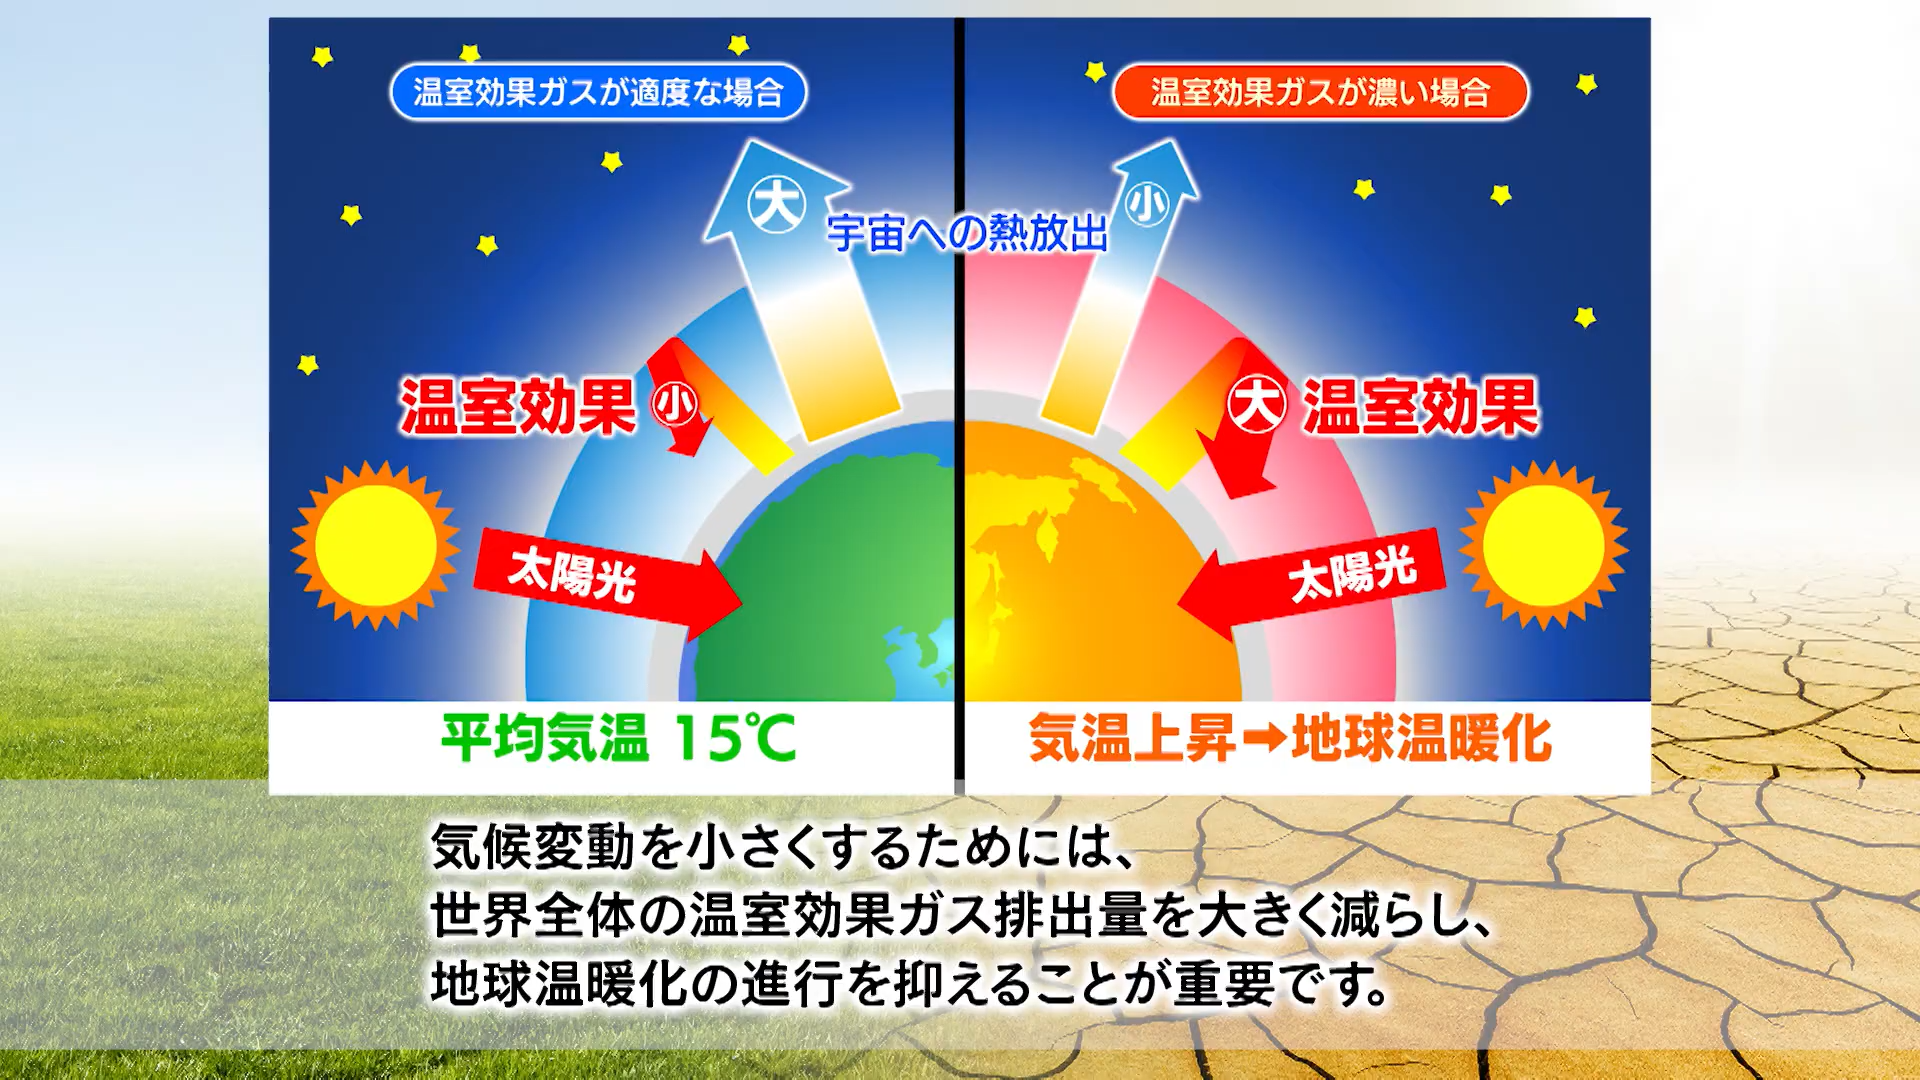 温室効果ガスが適度な場合
温室効果ガスが濃い場合
大
宇宙への熱放出
小
温室効果 小
大 温室効果
太陽光
太陽光
平均気温 15℃
気温上昇➡地球温暖化
気候変動を小さくするためには、
世界全体の温室効果ガス排出量を大きく減らし、
地球温暖化の進行を抑えることが重要です。